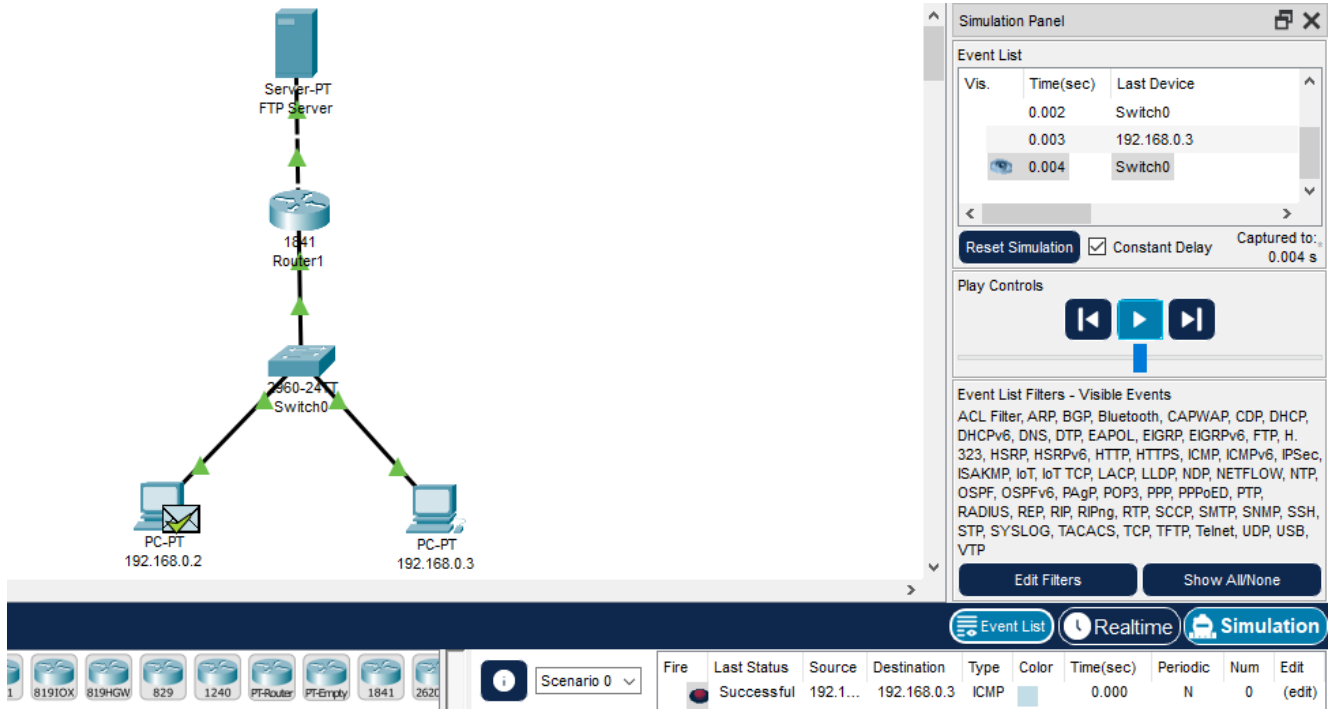 Server-PT
FTP Server
1841
Router1
2960-24TT
Switch0
PC-PT
192.168.0.2
PC-PT
192.168.0.3
Simulation Panel
Event List
Vis. Time(sec) Last Device
0.002 Switch0
0.003 192.168.0.3
0.004 Switch0
Reset Simulation Constant Delay Captured to:
0.004 s
Play Controls
Event List Filters - Visible Events
ACL Filter, ARP, BGP, Bluetooth, CAPWAP, CDP, DHCP,
DHCPv6, DNS, DTP, EAPOL, EIGRP, EIGRPv6, FTP, H.
323, HSRP, HSRPv6, HTTP, HTTPS, ICMP, ICMPv6, IPSec,
ISAKMP, IoT, IoT TCP, LACP, LLDP, NDP, NETFLOW, NTP,
OSPF, OSPFv6, PAgP, POP3, PPP, PPPoED, PTP,
RADIUS, REP, RIP, RIPng, RTP, SCCP, SMTP, SNMP, SSH,
STP, SYSLOG, TACACS, TCP, TFTP, Telnet, UDP, USB,
VTP
Edit Filters Show All/None
Event List Realtime Simulation
1 819IOX 819HGW 829 1240 PT-Router PT-Empty 1841 262
Scenario 0
Fire Last Status Source Destination Type Color Time(sec) Periodic Num Edit
Successful 192.1... 192.168.0.3 ICMP 0.000 N 0 (edit)